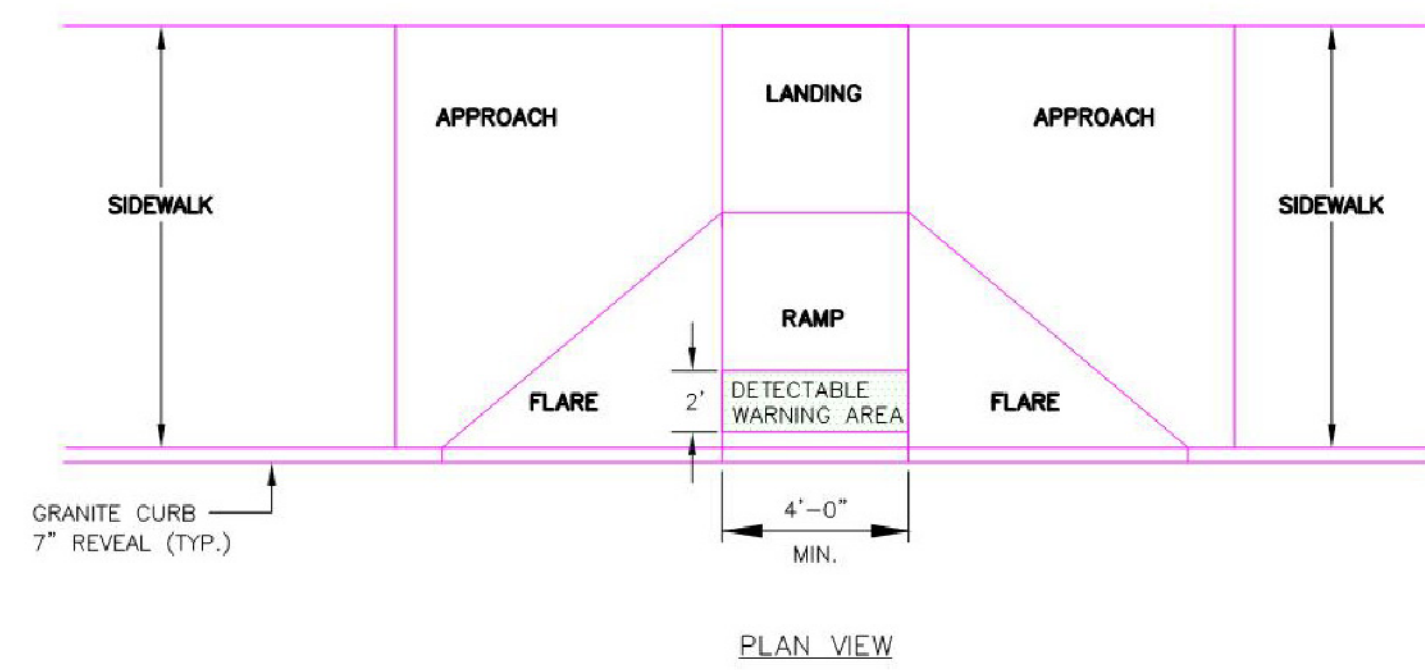 LANDING
APPROACH
APPROACH
SIDEWALK
SIDEWALK
RAMP
FLARE
2'
DETECTABLE
WARNING AREA
FLARE
GRANITE CURB
7" REVEAL (TYP.)
4'-0"
MIN.
PLAN VIEW